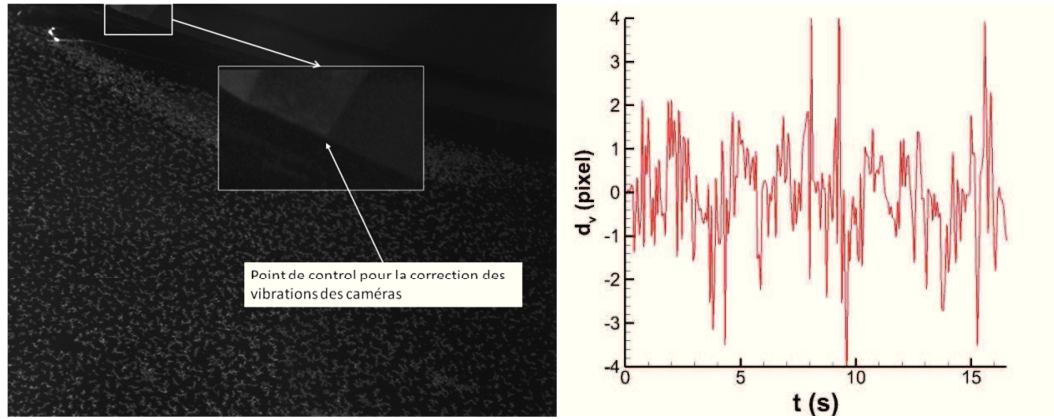 Point de control pour la correction des
vibrations des caméras
4
3
2
1
0
-1
-2
-3
-4
d_v (pixel)
0 5 10 15
t (s)